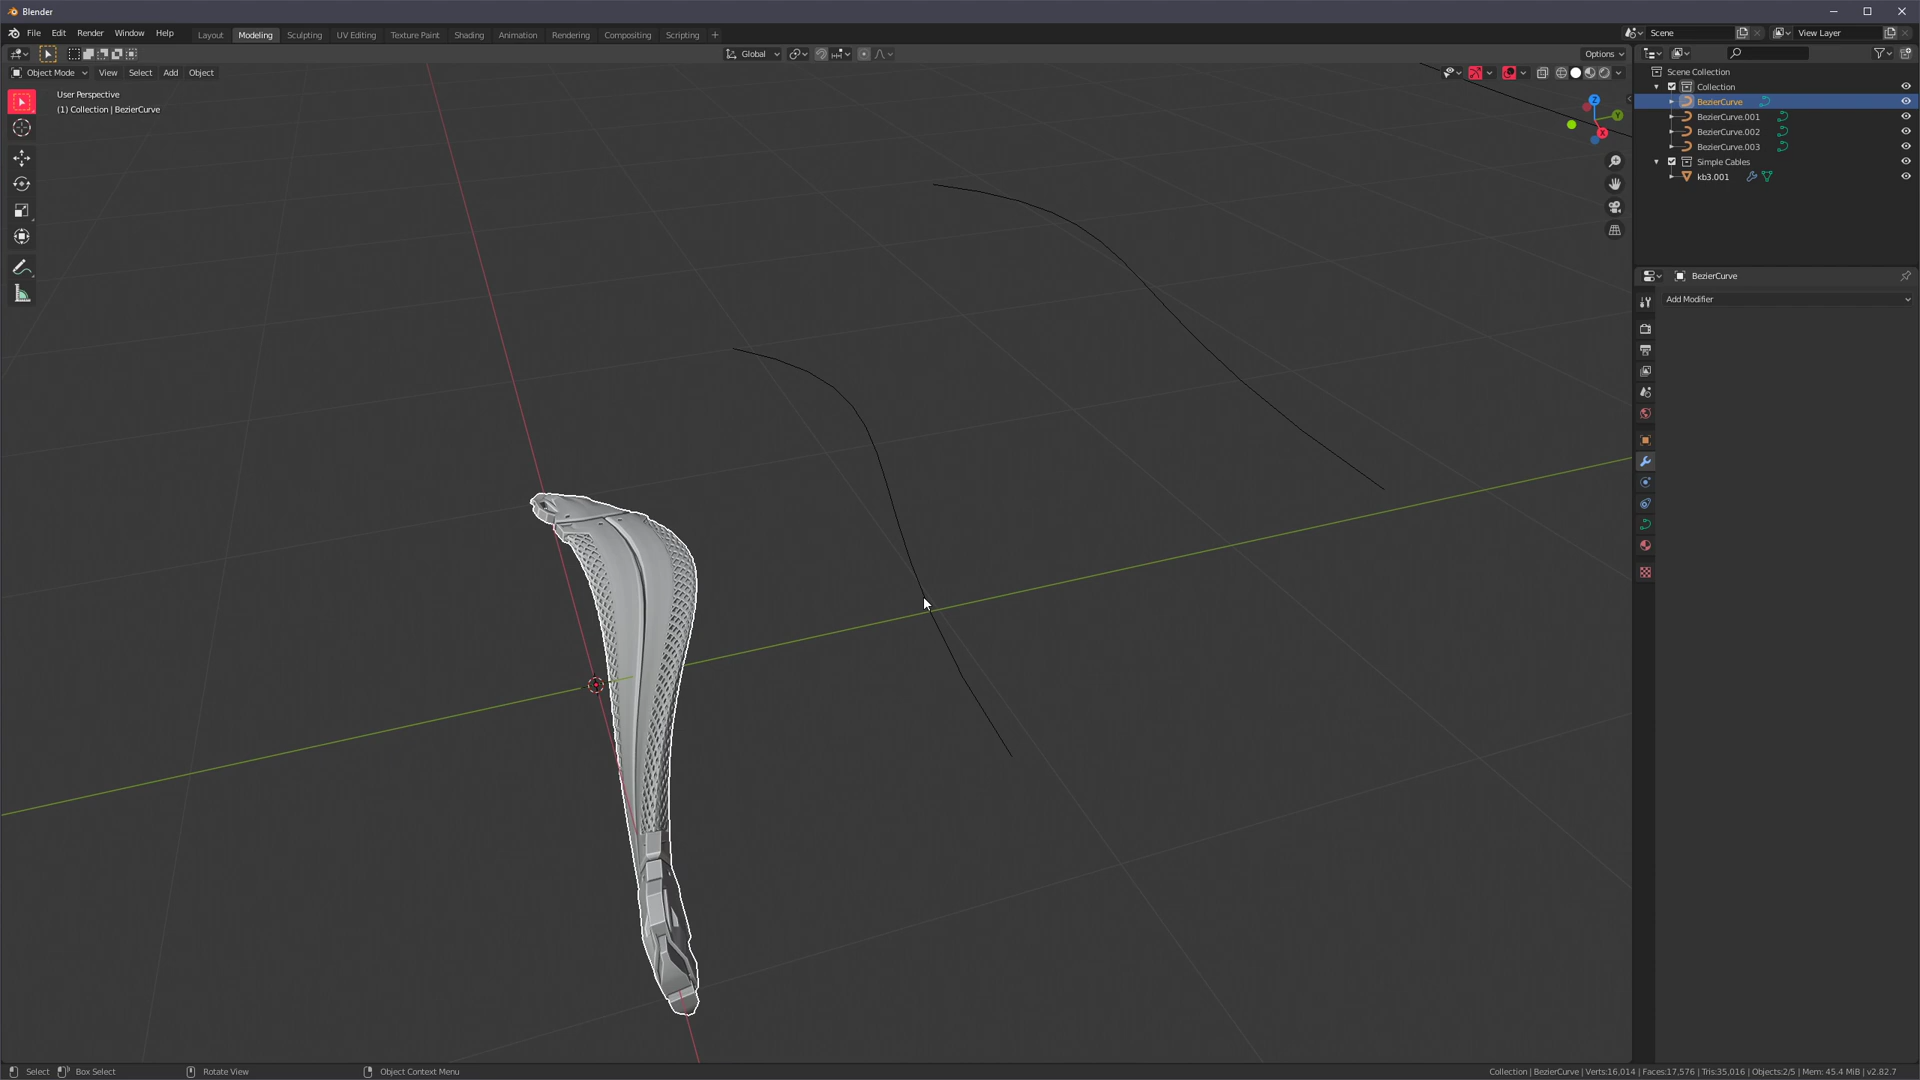 Blender
File Edit Render Window Help Layout Modeling Sculpting UV Editing Texture Paint Shading Animation Rendering Compositing Scripting + Scene View Layer
Global Options
Object Mode View Select Add Object
User Perspective
(1) Collection | BezierCurve
Z
Y
X
Scene Collection
Collection
BezierCurve
BezierCurve.001
BezierCurve.002
BezierCurve.003
Simple Cables
kb3.001
BezierCurve
Add Modifier
Select Box Select Rotate View Object Context Menu Collection | BezierCurve | Verts:16,014 | Faces:17,576 | Tris:35,016 | Objects:2/5 | Mem: 45.4 MiB | v2.82.7